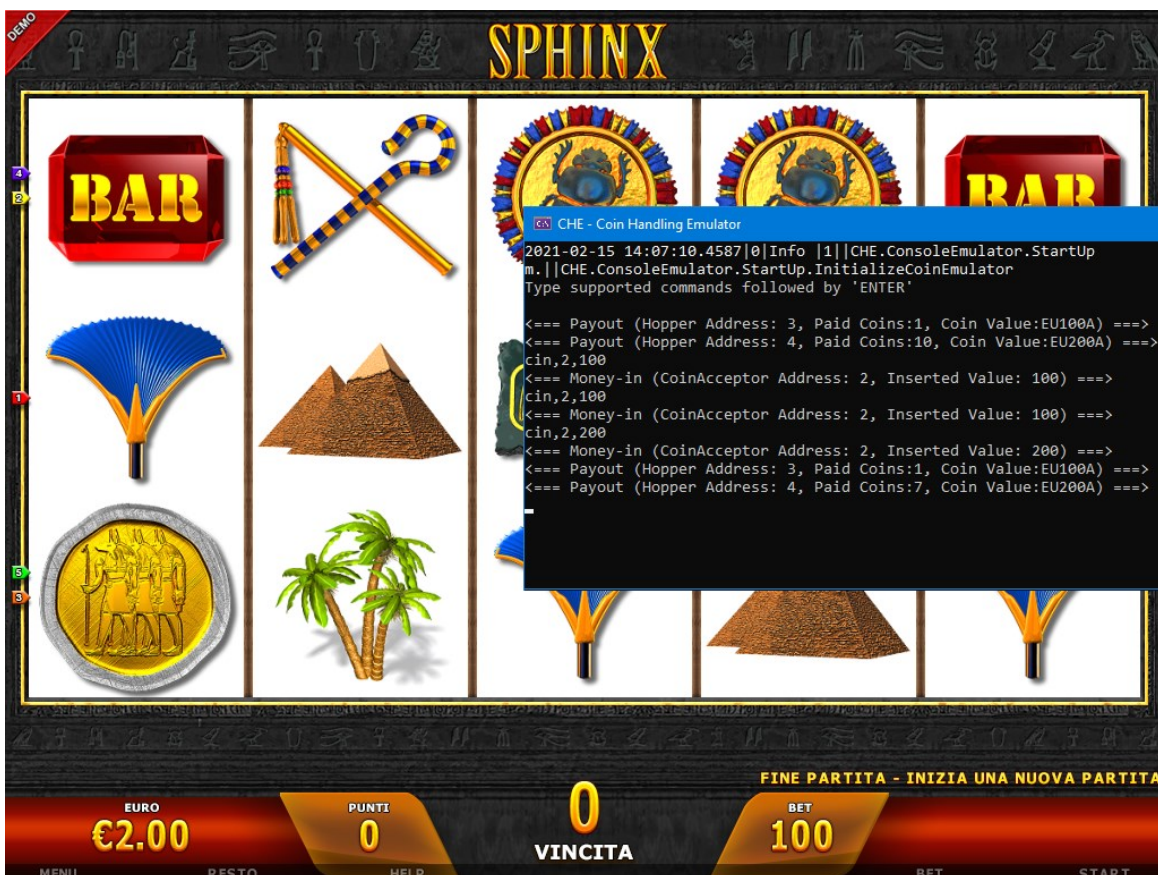 DEMO
SPHINX
BAR
BAR
4
2
1
5
3
CHE - Coin Handling Emulator
2021-02-15 14:07:10.4587|0|Info |1||CHE.ConsoleEmulator.StartUp
m.||CHE.ConsoleEmulator.StartUp.InitializeCoinEmulator
Type supported commands followed by 'ENTER'
<=== Payout (Hopper Address: 3, Paid Coins:1, Coin Value:EU100A) ===>
<=== Payout (Hopper Address: 4, Paid Coins:10, Coin Value:EU200A) ===>
cin,2,100
<=== Money-in (CoinAcceptor Address: 2, Inserted Value: 100) ===>
cin,2,100
<=== Money-in (CoinAcceptor Address: 2, Inserted Value: 100) ===>
cin,2,200
<=== Money-in (CoinAcceptor Address: 2, Inserted Value: 200) ===>
<=== Payout (Hopper Address: 3, Paid Coins:1, Coin Value:EU100A) ===>
<=== Payout (Hopper Address: 4, Paid Coins:7, Coin Value:EU200A) ===>
FINE PARTITA - INIZIA UNA NUOVA PARTITA
EURO
€2.00
PUNTI
0
0
VINCITA
BET
100
MENU RESTO HELP BET START